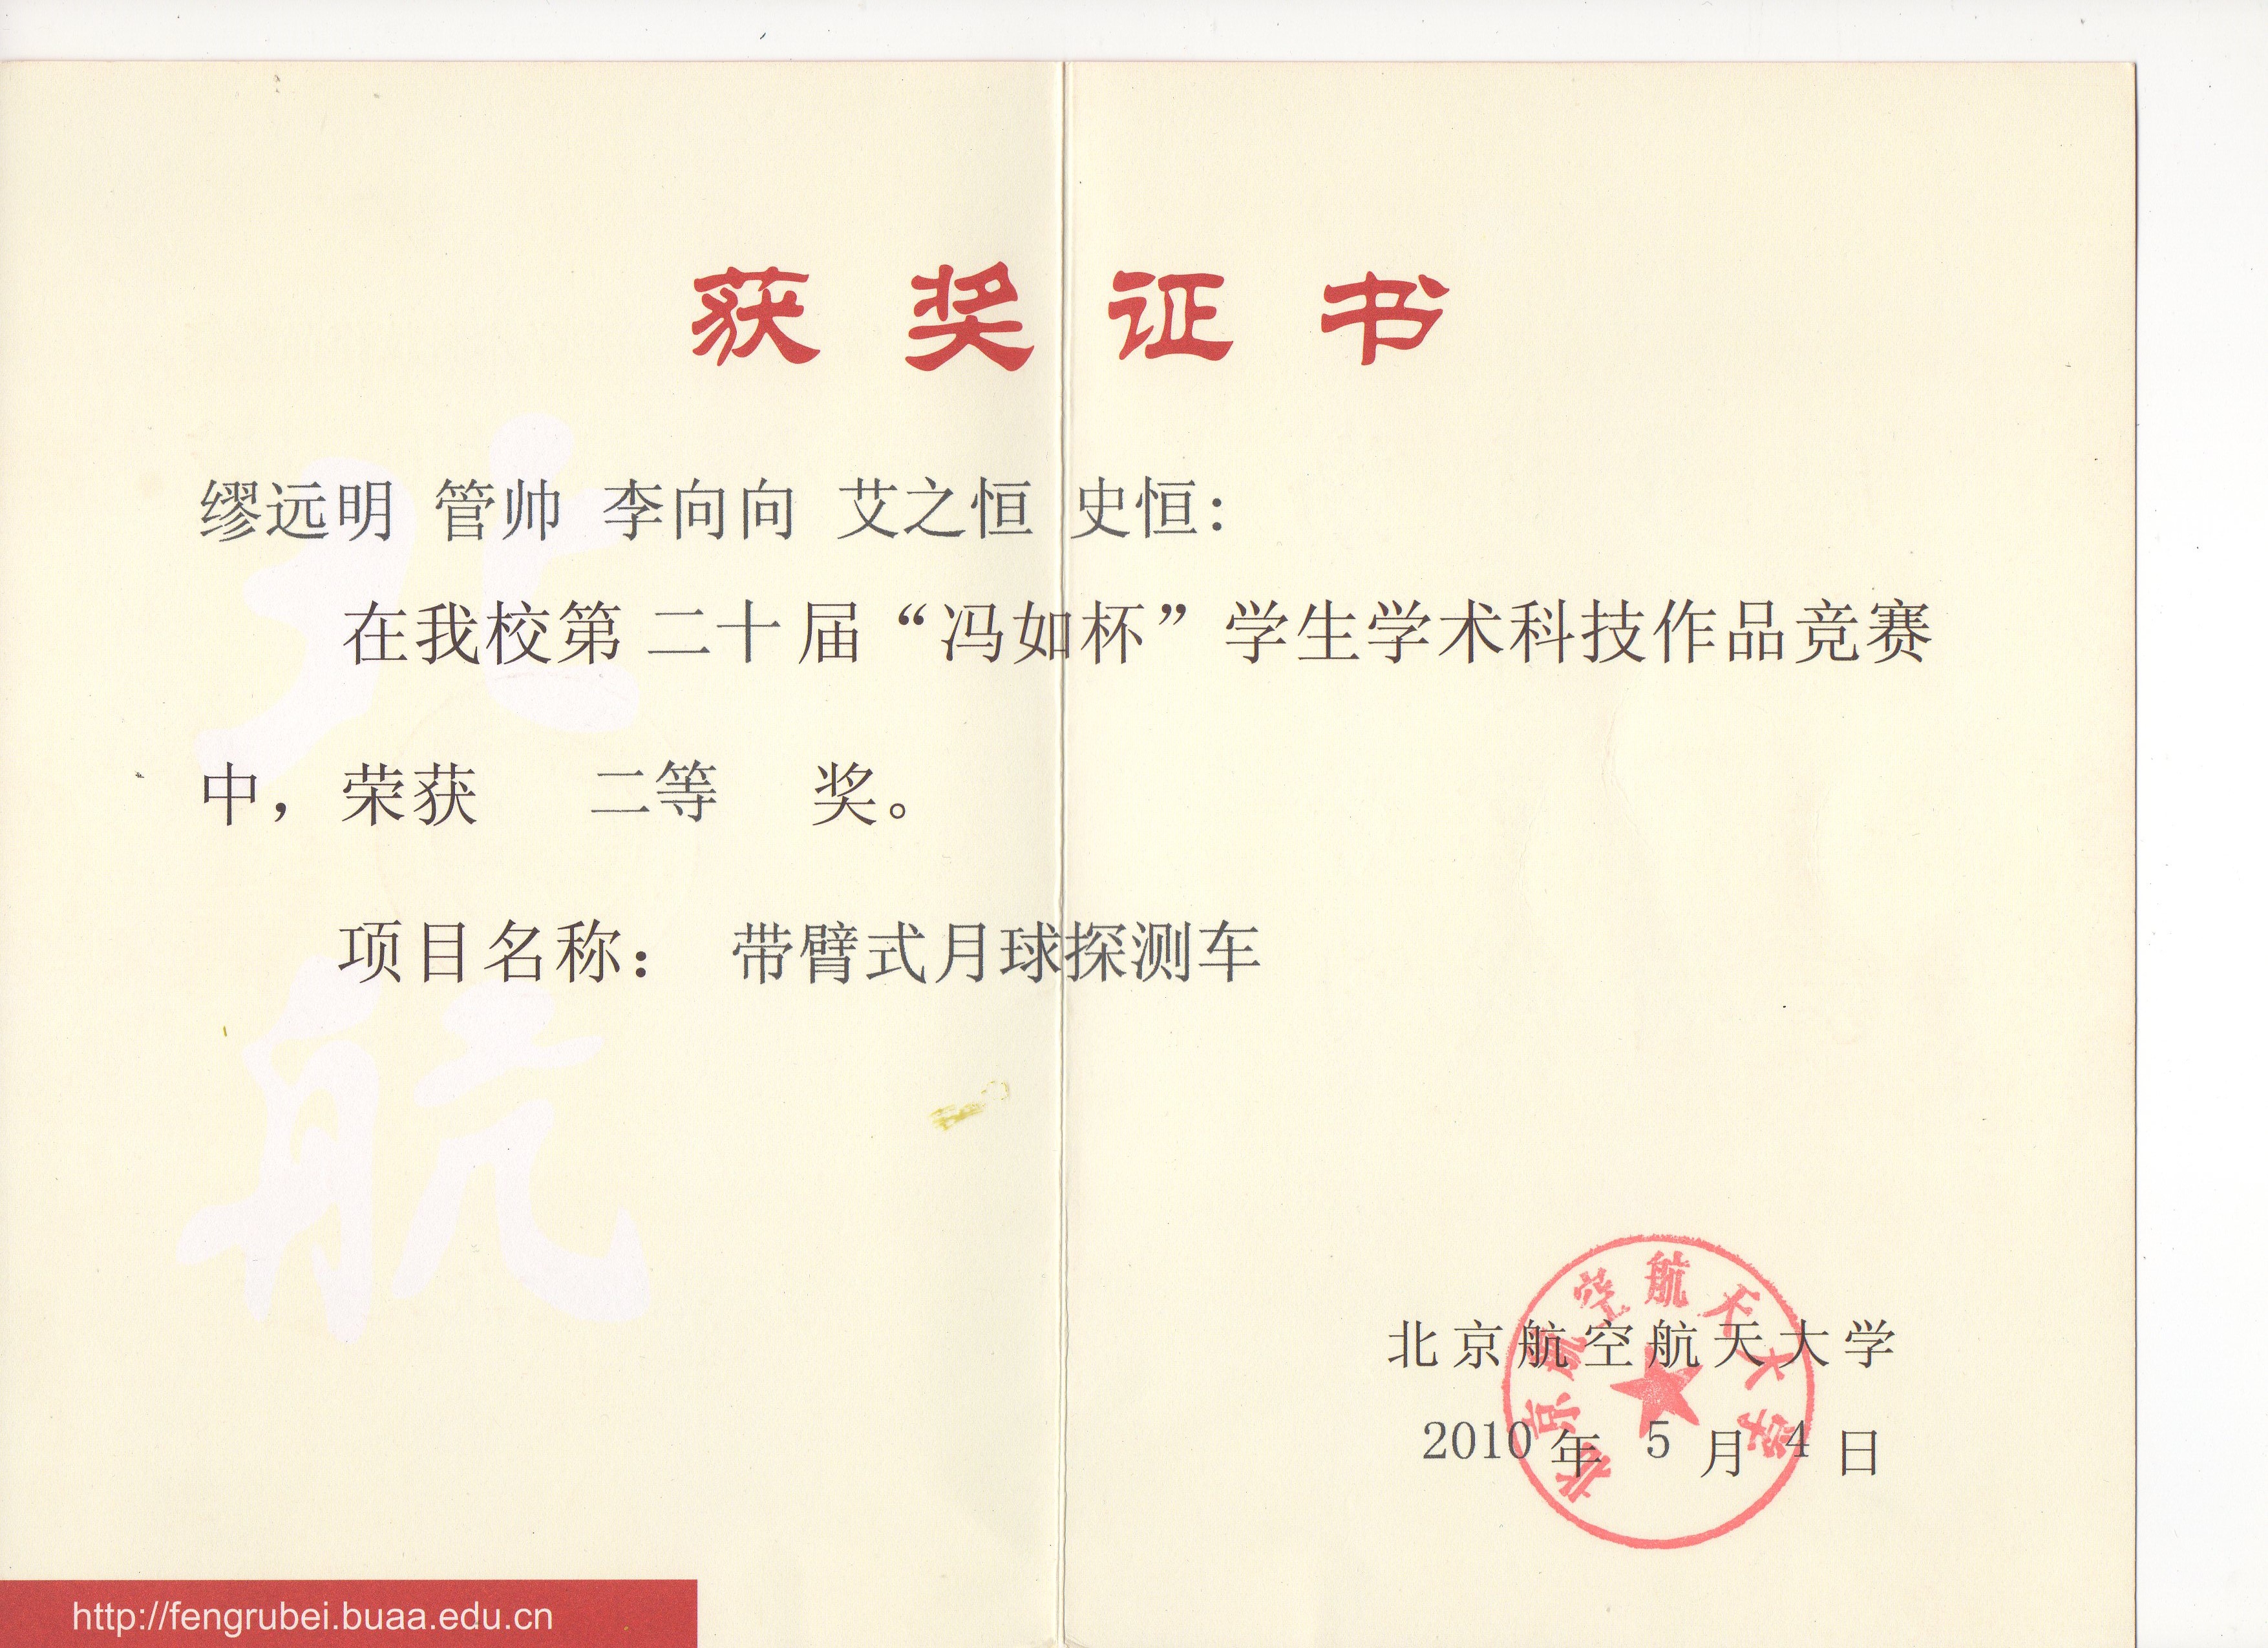 获奖证书
缪远明 管帅 李向向 艾之恒 史恒：
在我校第二十届“冯如杯”学生学术科技作品竞赛
中，荣获 二等 奖。
项目名称： 带臂式月球探测车
北京航空航天大学
2010 年 5 月 4 日
北京航空航天大学
北航
http://fengrubei.buaa.edu.cn